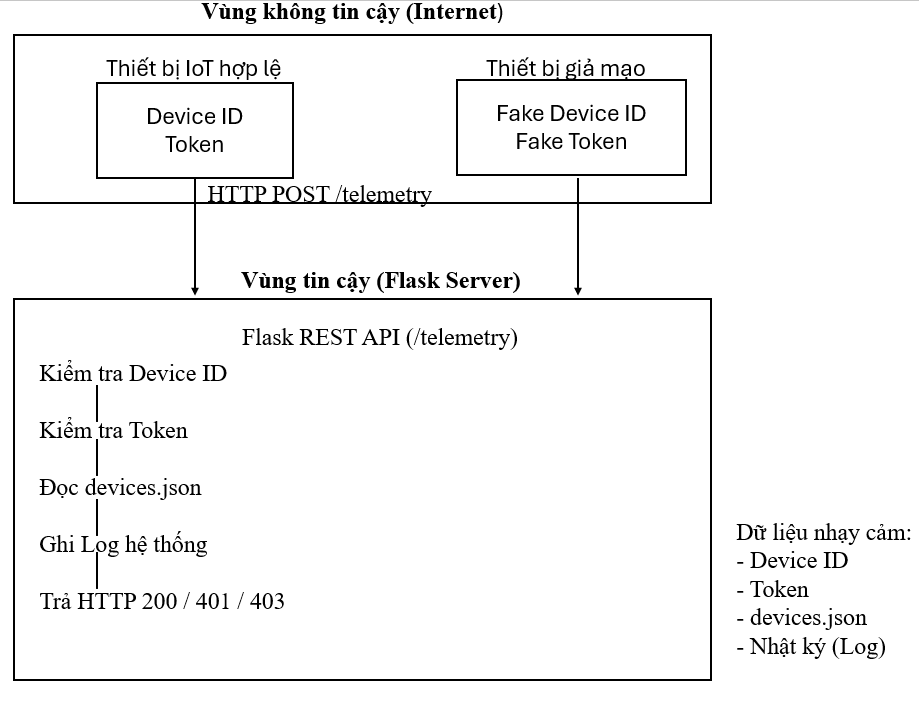 Vùng không tin cậy (Internet)
Thiết bị IoT hợp lệ
Device ID
Token
Thiết bị giả mạo
Fake Device ID
Fake Token
HTTP POST /telemetry
Vùng tin cậy (Flask Server)
Flask REST API (/telemetry)
Kiểm tra Device ID
Kiểm tra Token
Đọc devices.json
Ghi Log hệ thống
Trả HTTP 200 / 401 / 403
Dữ liệu nhạy cảm:
- Device ID
- Token
- devices.json
- Nhật ký (Log)